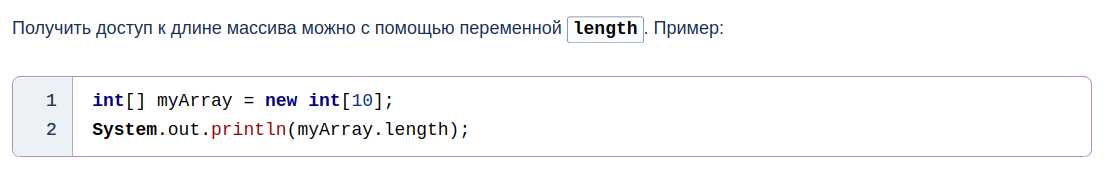 Получить доступ к длине массива можно с помощью переменной length. Пример:
1 int[] myArray = new int[10];
2 System.out.println(myArray.length);